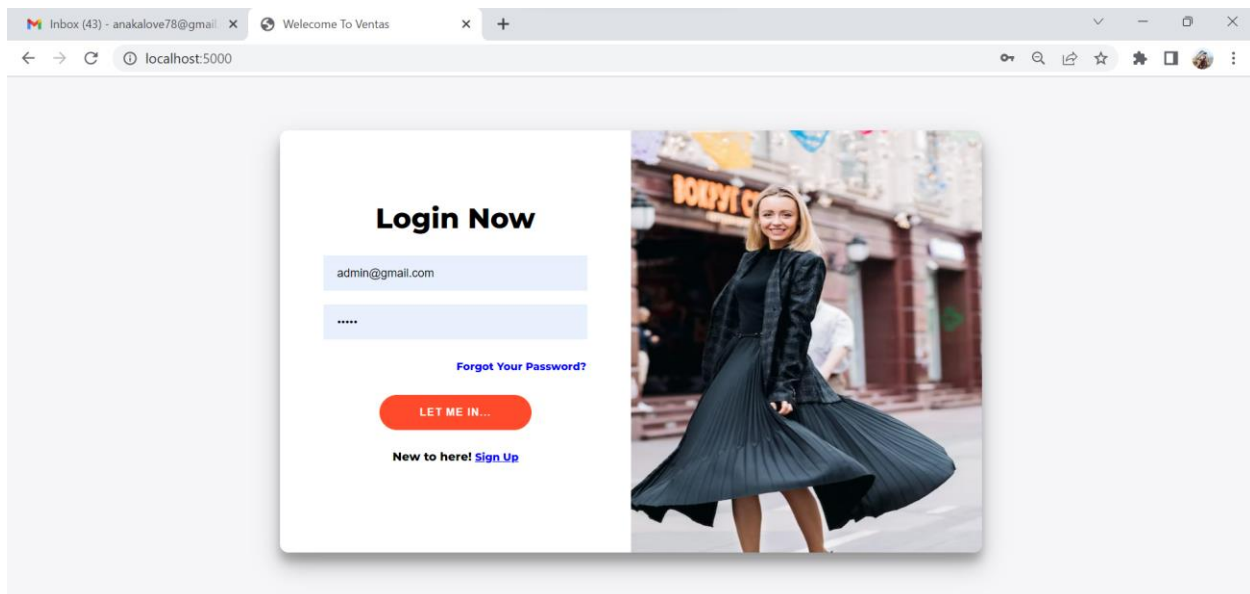 Inbox (43) - anakalove78@gmail.
Welecome To Ventas
localhost:5000
Login Now
admin@gmail.com
•••••
Forgot Your Password?
LET ME IN...
New to here! Sign Up
ВОКРУГ С